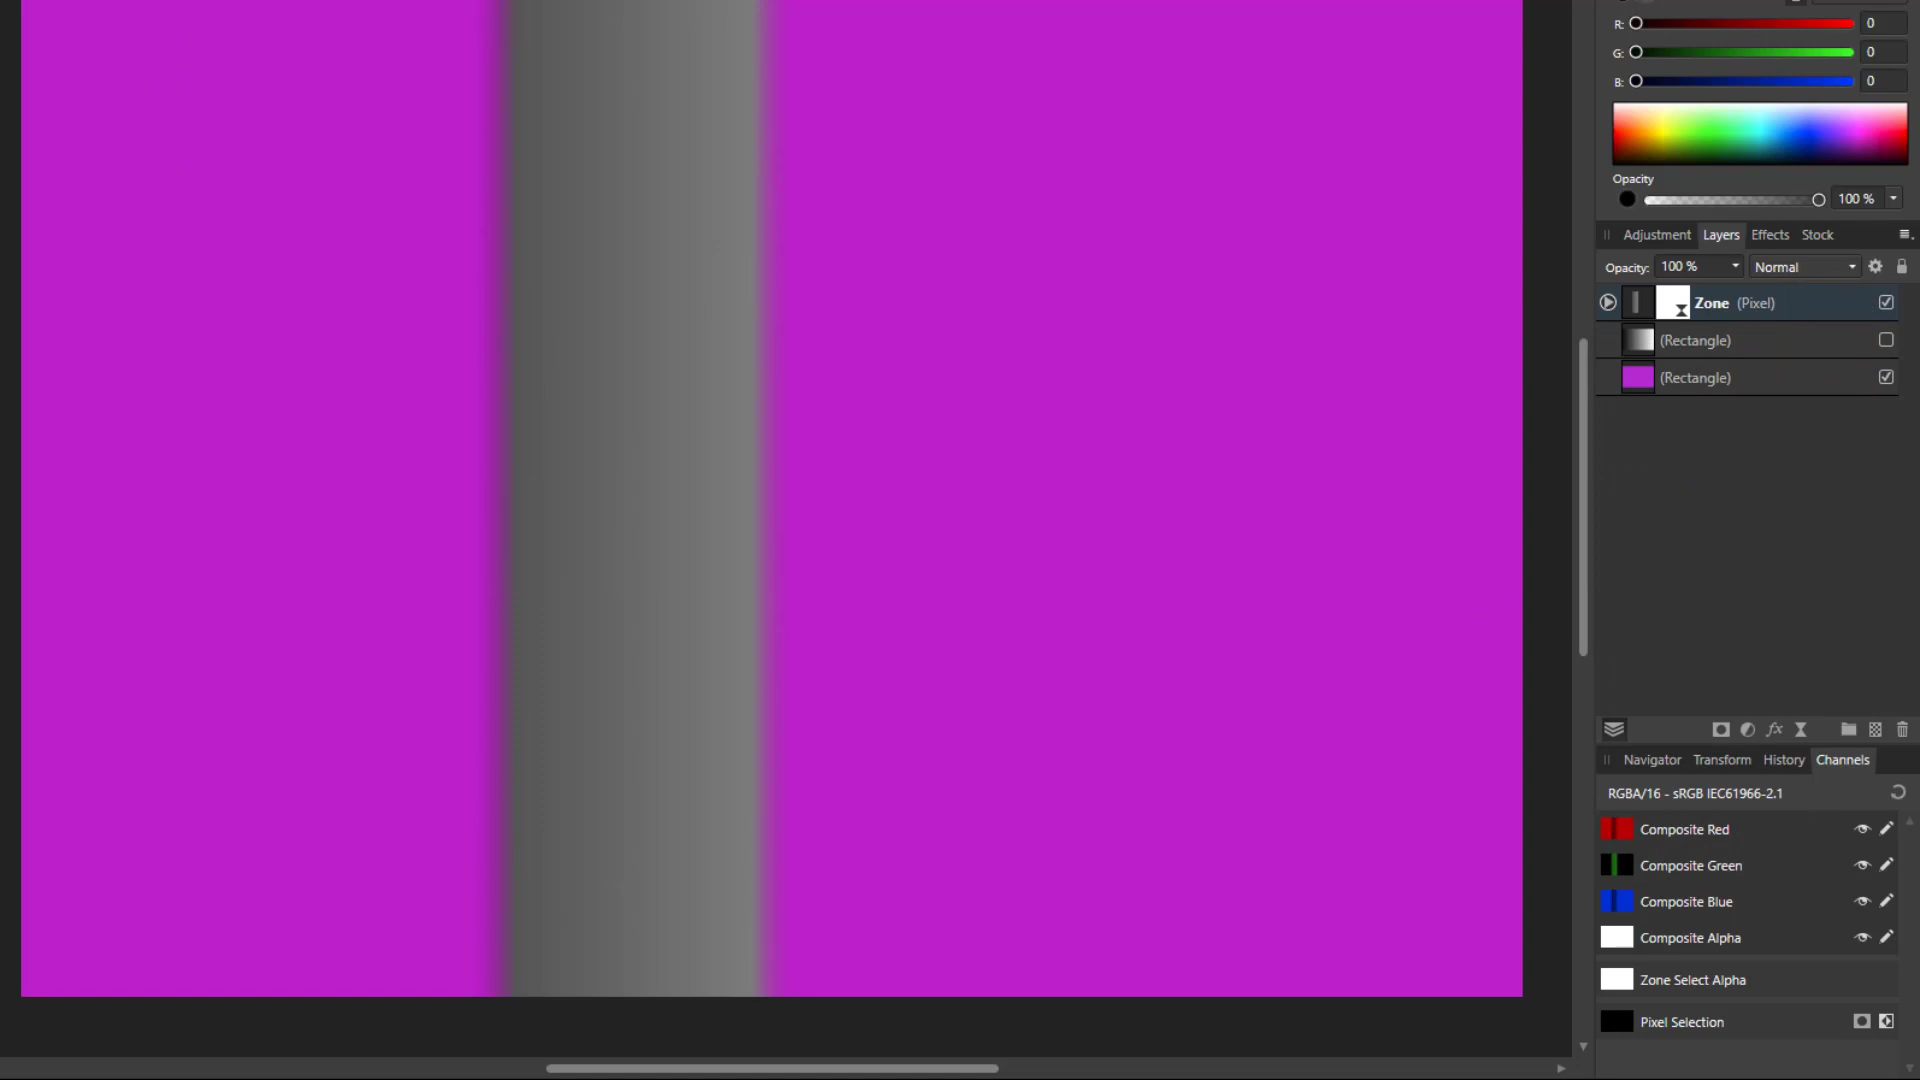 R: 0
G: 0
B: 0
Opacity
100 %
Adjustment Layers Effects Stock
Opacity: 100 % Normal
Zone (Pixel)
(Rectangle)
(Rectangle)
fx
Navigator Transform History Channels
RGBA/16 - sRGB IEC61966-2.1
Composite Red
Composite Green
Composite Blue
Composite Alpha
Zone Select Alpha
Pixel Selection